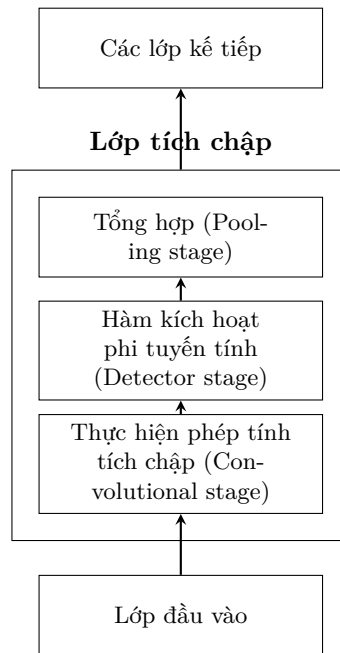 Các lớp kế tiếp
Lớp tích chập
Tổng hợp (Pool-
ing stage)
Hàm kích hoạt
phi tuyến tính
(Detector stage)
Thực hiện phép tính
tích chập (Con-
volutional stage)
Lớp đầu vào